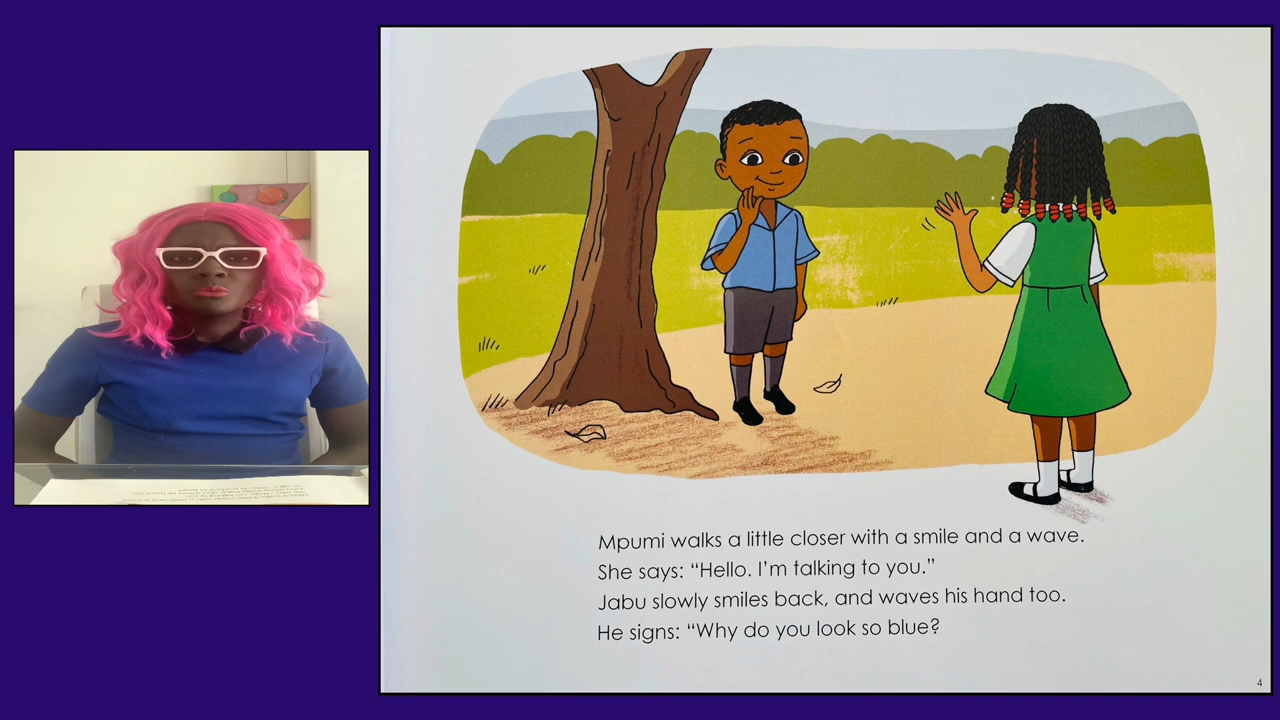 Mpumi walks a little closer with a smile and a wave.
She says: “Hello. I’m talking to you.”
Jabu slowly smiles back, and waves his hand too.
He signs: “Why do you look so blue?
4